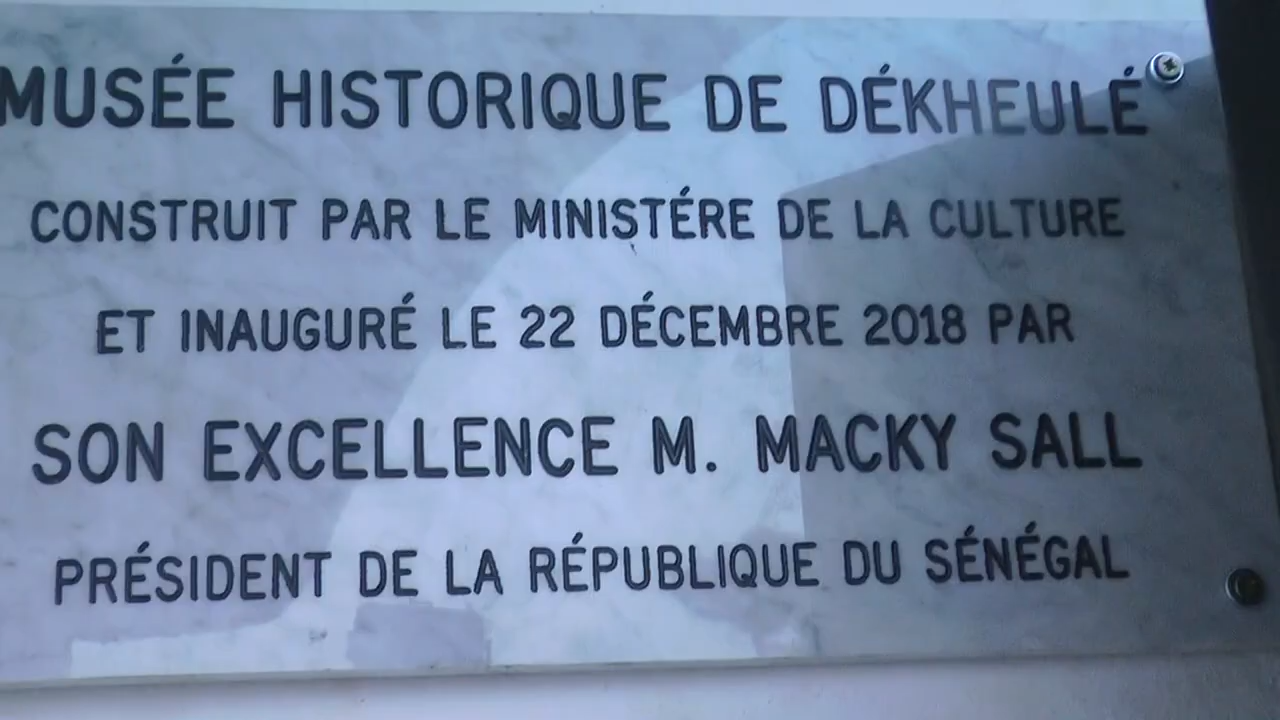 MUSÉE HISTORIQUE DE DÉKHEULÉ
CONSTRUIT PAR LE MINISTÉRE DE LA CULTURE
ET INAUGURÉ LE 22 DÉCEMBRE 2018 PAR
SON EXCELLENCE M. MACKY SALL
PRÉSIDENT DE LA RÉPUBLIQUE DU SÉNÉGAL